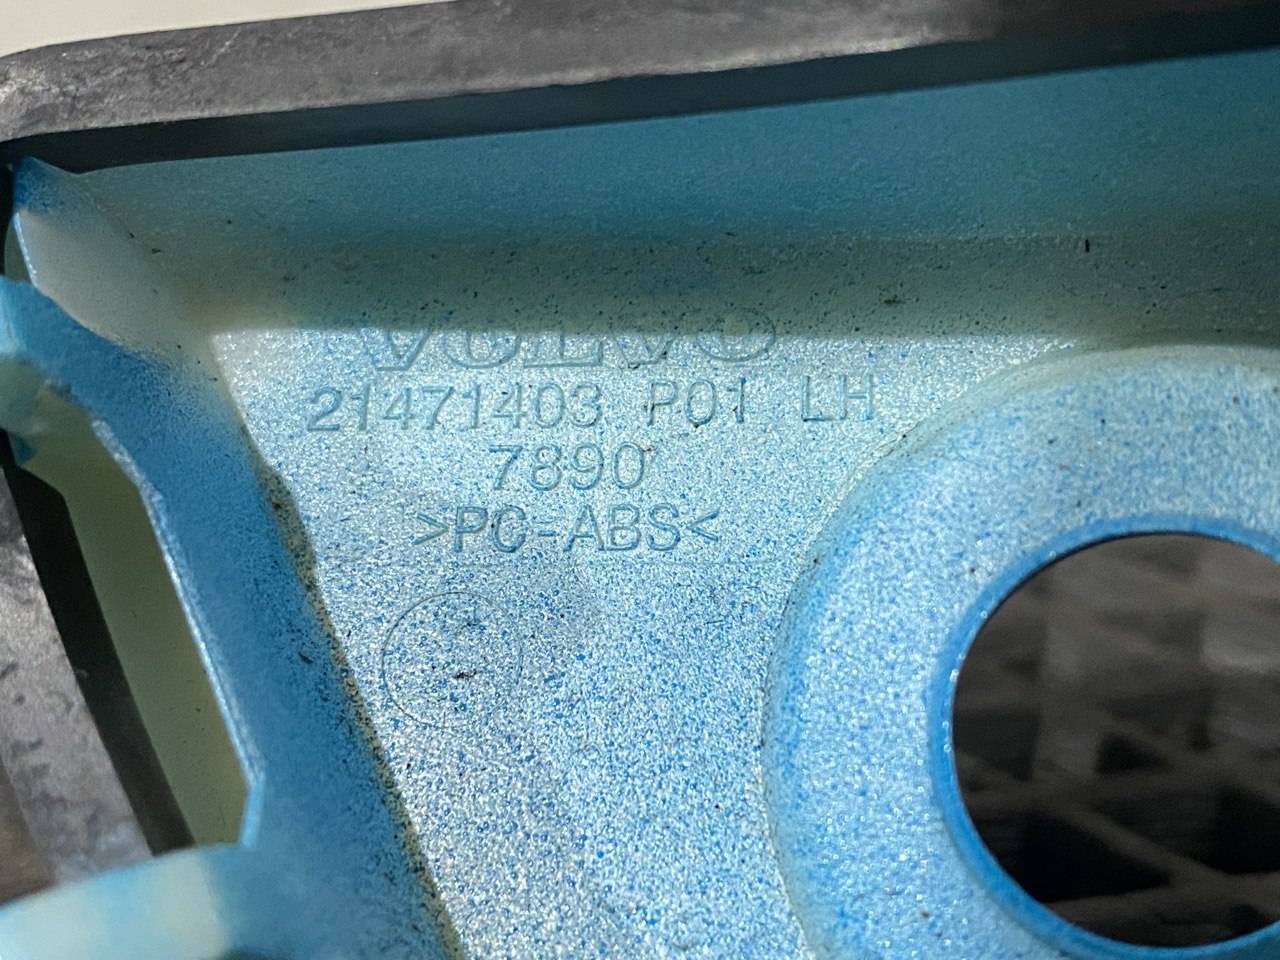 VOLVO
21471403 P01 LH
7890
>PC-ABS<